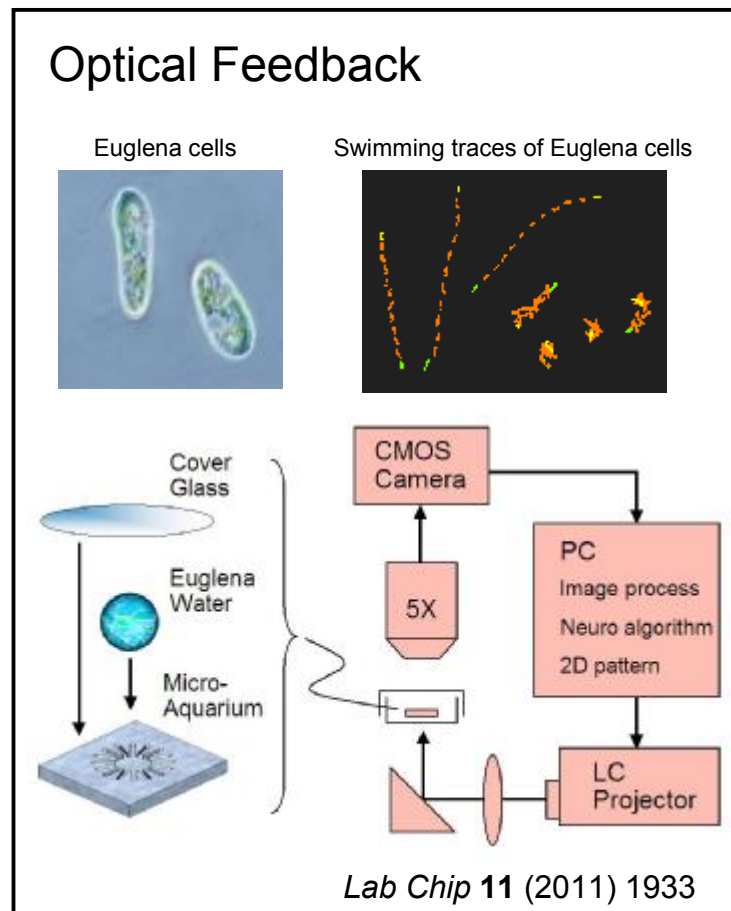 Optical Feedback
Euglena cells
Swimming traces of Euglena cells
Cover
Glass
Euglena
Water
Micro-
Aquarium
CMOS
Camera
5X
PC
Image process
Neuro algorithm
2D pattern
LC
Projector
Lab Chip 11 (2011) 1933